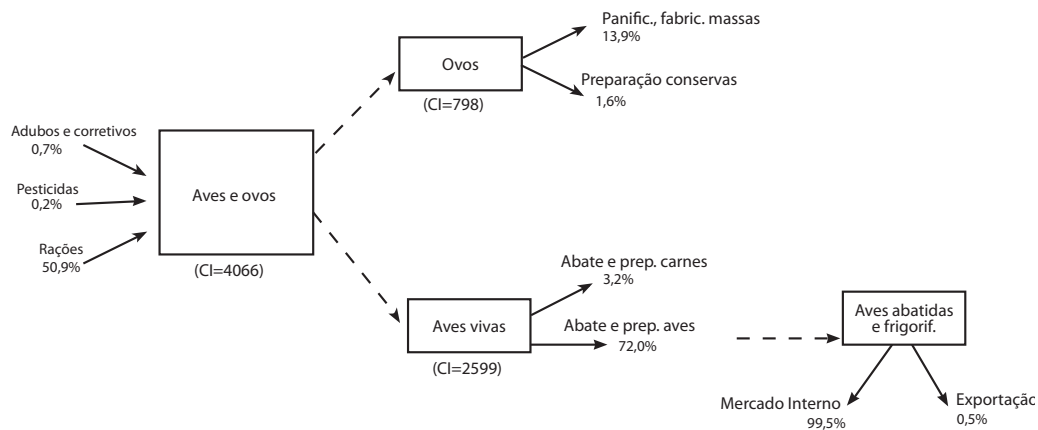 Panific., fabric. massas
13,9%
Ovos
Preparação conservas
1,6%
(CI=798)
Adubos e corretivos
0,7%
Pesticidas
0,2%
Aves e ovos
Rações
50,9%
(CI=4066)
Abate e prep. carnes
3,2%
Aves vivas
Abate e prep. aves
72,0%
(CI=2599)
Aves abatidas
e frigorif.
Mercado Interno
99,5%
Exportação
0,5%